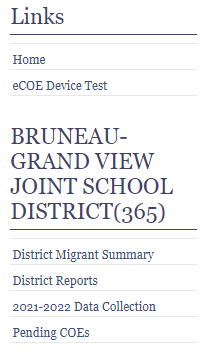 Links
Home
eCOE Device Test
BRUNEAU-
GRAND VIEW
JOINT SCHOOL
DISTRICT(365)
District Migrant Summary
District Reports
2021-2022 Data Collection
Pending COEs